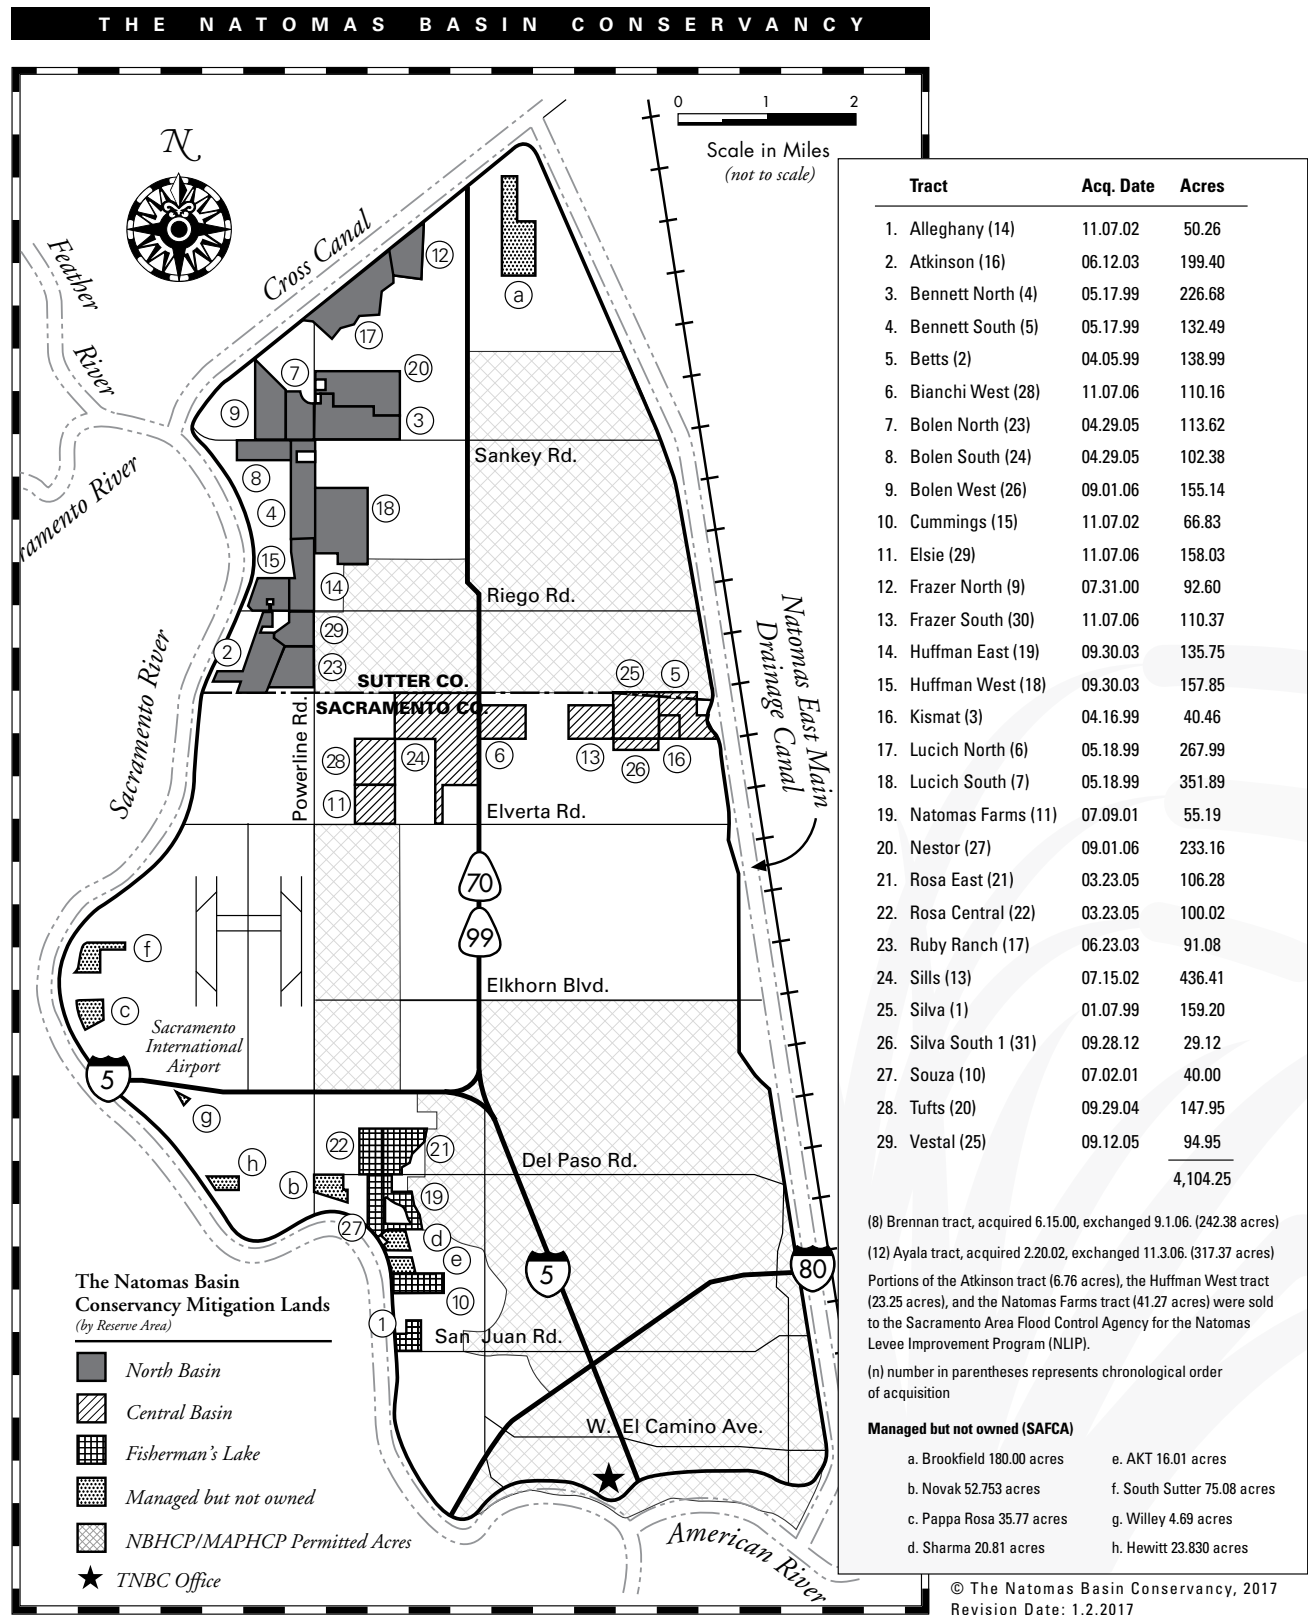 THE NATOMAS BASIN CONSERVANCY
N
0 1 2
Scale in Miles
(not to scale)
Feather
River
Cross Canal
12
a
17
20
7
9
3
Sankey Rd.
8
4
18
15
14
Riego Rd.
29
2
23
ramento River
Sacramento River
SUTTER CO.
SACRAMENTO CO.
25
5
Powerline Rd.
28
24
6
13
26
16
11
Elverta Rd.
Natomas East Main
Drainage Canal
70
99
f
c
Elkhorn Blvd.
Sacramento
International
Airport
5
g
22
21
h
b
Del Paso Rd.
19
27
d
e
5
80
10
1
San Juan Rd.
W. El Camino Ave.
American River
The Natomas Basin
Conservancy Mitigation Lands
(by Reserve Area)
North Basin
Central Basin
Fisherman's Lake
Managed but not owned
NBHCP/MAPHCP Permitted Acres
TNBC Office
Tract Acq. Date Acres
1. Alleghany (14) 11.07.02 50.26
2. Atkinson (16) 06.12.03 199.40
3. Bennett North (4) 05.17.99 226.68
4. Bennett South (5) 05.17.99 132.49
5. Betts (2) 04.05.99 138.99
6. Bianchi West (28) 11.07.06 110.16
7. Bolen North (23) 04.29.05 113.62
8. Bolen South (24) 04.29.05 102.38
9. Bolen West (26) 09.01.06 155.14
10. Cummings (15) 11.07.02 66.83
11. Elsie (29) 11.07.06 158.03
12. Frazer North (9) 07.31.00 92.60
13. Frazer South (30) 11.07.06 110.37
14. Huffman East (19) 09.30.03 135.75
15. Huffman West (18) 09.30.03 157.85
16. Kismat (3) 04.16.99 40.46
17. Lucich North (6) 05.18.99 267.99
18. Lucich South (7) 05.18.99 351.89
19. Natomas Farms (11) 07.09.01 55.19
20. Nestor (27) 09.01.06 233.16
21. Rosa East (21) 03.23.05 106.28
22. Rosa Central (22) 03.23.05 100.02
23. Ruby Ranch (17) 06.23.03 91.08
24. Sills (13) 07.15.02 436.41
25. Silva (1) 01.07.99 159.20
26. Silva South 1 (31) 09.28.12 29.12
27. Souza (10) 07.02.01 40.00
28. Tufts (20) 09.29.04 147.95
29. Vestal (25) 09.12.05 94.95
4,104.25
(8) Brennan tract, acquired 6.15.00, exchanged 9.1.06. (242.38 acres)
(12) Ayala tract, acquired 2.20.02, exchanged 11.3.06. (317.37 acres)
Portions of the Atkinson tract (6.76 acres), the Huffman West tract
(23.25 acres), and the Natomas Farms tract (41.27 acres) were sold
to the Sacramento Area Flood Control Agency for the Natomas
Levee Improvement Program (NLIP).
(n) number in parentheses represents chronological order
of acquisition
Managed but not owned (SAFCA)
a. Brookfield 180.00 acres e. AKT 16.01 acres
b. Novak 52.753 acres f. South Sutter 75.08 acres
c. Pappa Rosa 35.77 acres g. Willey 4.69 acres
d. Sharma 20.81 acres h. Hewitt 23.830 acres
© The Natomas Basin Conservancy, 2017
Revision Date: 1.2.2017